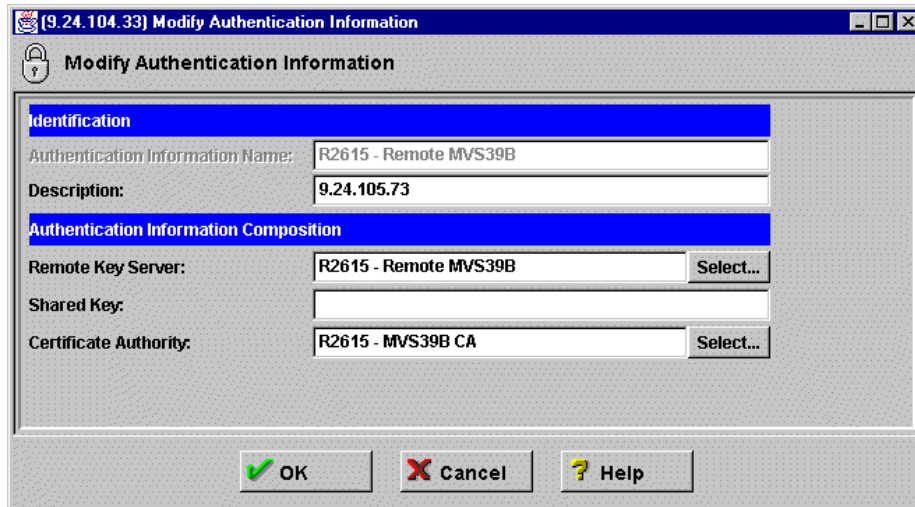 (9.24.104.33) Modify Authentication Information
Modify Authentication Information
Identification
Authentication Information Name: R2615 - Remote MVS39B
Description: 9.24.105.73
Authentication Information Composition
Remote Key Server: R2615 - Remote MVS39B Select...
Shared Key:
Certificate Authority: R2615 - MVS39B CA Select...
OK Cancel Help